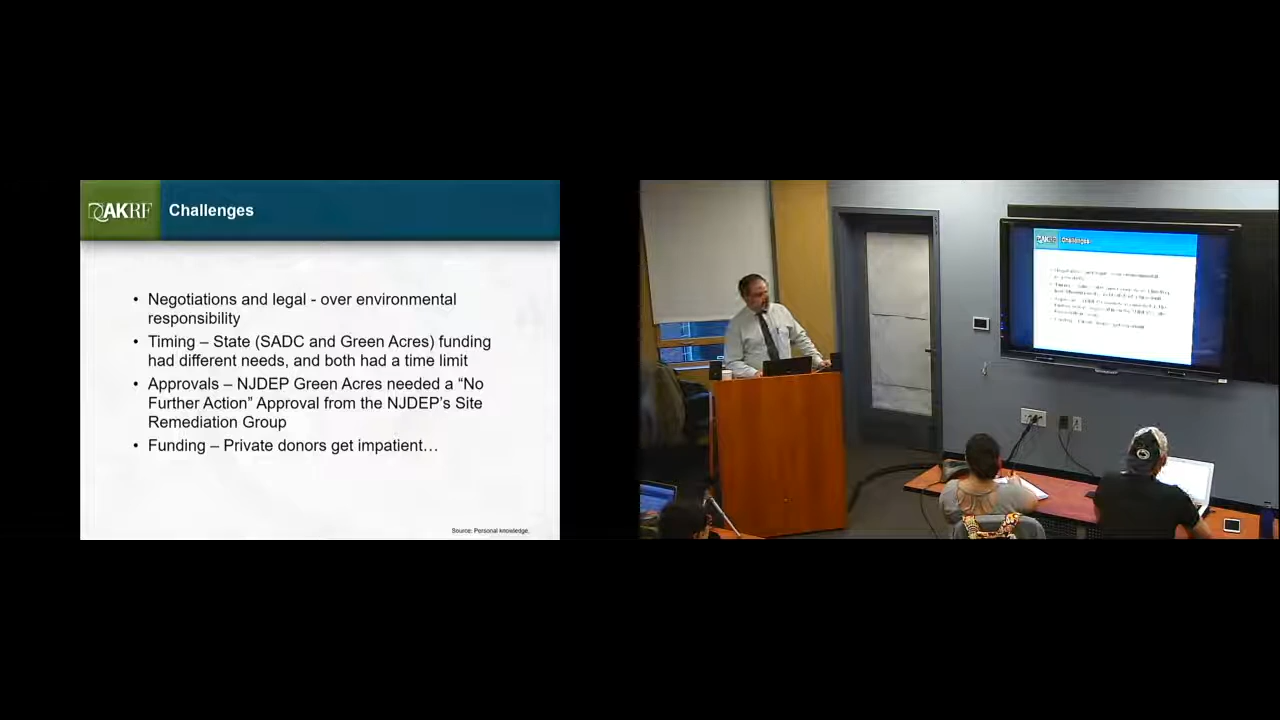 AKRF
Challenges
• Negotiations and legal - over environmental
responsibility
• Timing – State (SADC and Green Acres) funding
had different needs, and both had a time limit
• Approvals – NJDEP Green Acres needed a “No
Further Action” Approval from the NJDEP’s Site
Remediation Group
• Funding – Private donors get impatient…
Source: Personal knowledge.
AKRF
Challenges